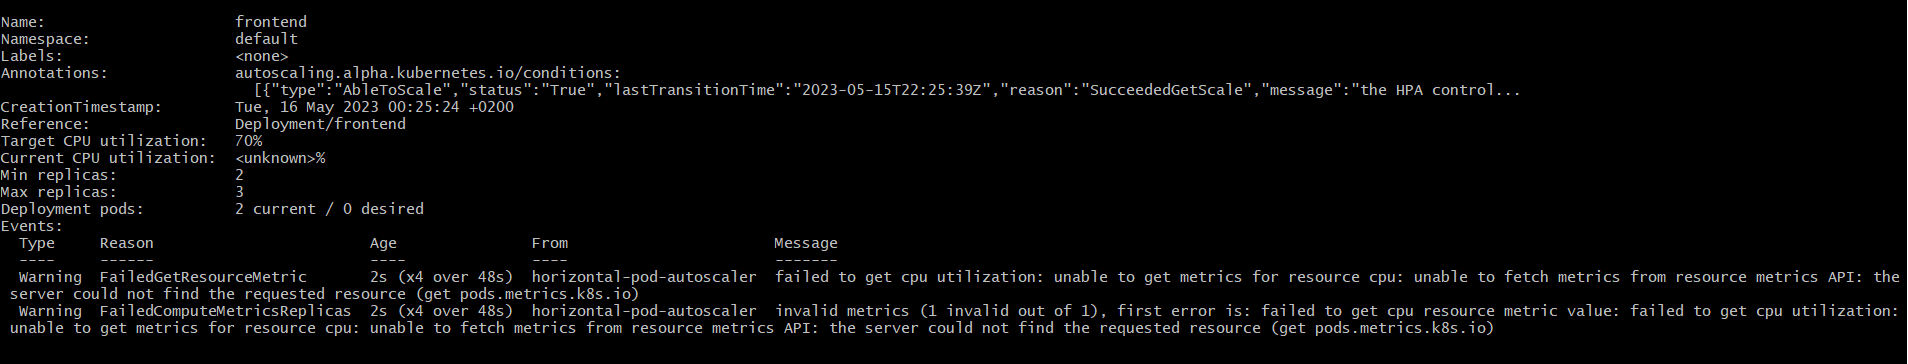 Name:                     frontend
Namespace:                default
Labels:                   <none>
Annotations:              autoscaling.alpha.kubernetes.io/conditions:
                            [{"type":"AbleToScale","status":"True","lastTransitionTime":"2023-05-15T22:25:39Z","reason":"SucceededGetScale","message":"the HPA control...
CreationTimestamp:        Tue, 16 May 2023 00:25:24 +0200
Reference:                Deployment/frontend
Target CPU utilization:   70%
Current CPU utilization:  <unknown>%
Min replicas:             2
Max replicas:             3
Deployment pods:          2 current / 0 desired
Events:
  Type     Reason                        Age               From                       Message
  ----     ------                        ----              ----                       -------
  Warning  FailedGetResourceMetric       2s (x4 over 48s)  horizontal-pod-autoscaler  failed to get cpu utilization: unable to get metrics for resource cpu: unable to fetch metrics from resource metrics API: the
 server could not find the requested resource (get pods.metrics.k8s.io)
  Warning  FailedComputeMetricsReplicas  2s (x4 over 48s)  horizontal-pod-autoscaler  invalid metrics (1 invalid out of 1), first error is: failed to get cpu resource metric value: failed to get cpu utilization:
 unable to get metrics for resource cpu: unable to fetch metrics from resource metrics API: the server could not find the requested resource (get pods.metrics.k8s.io)